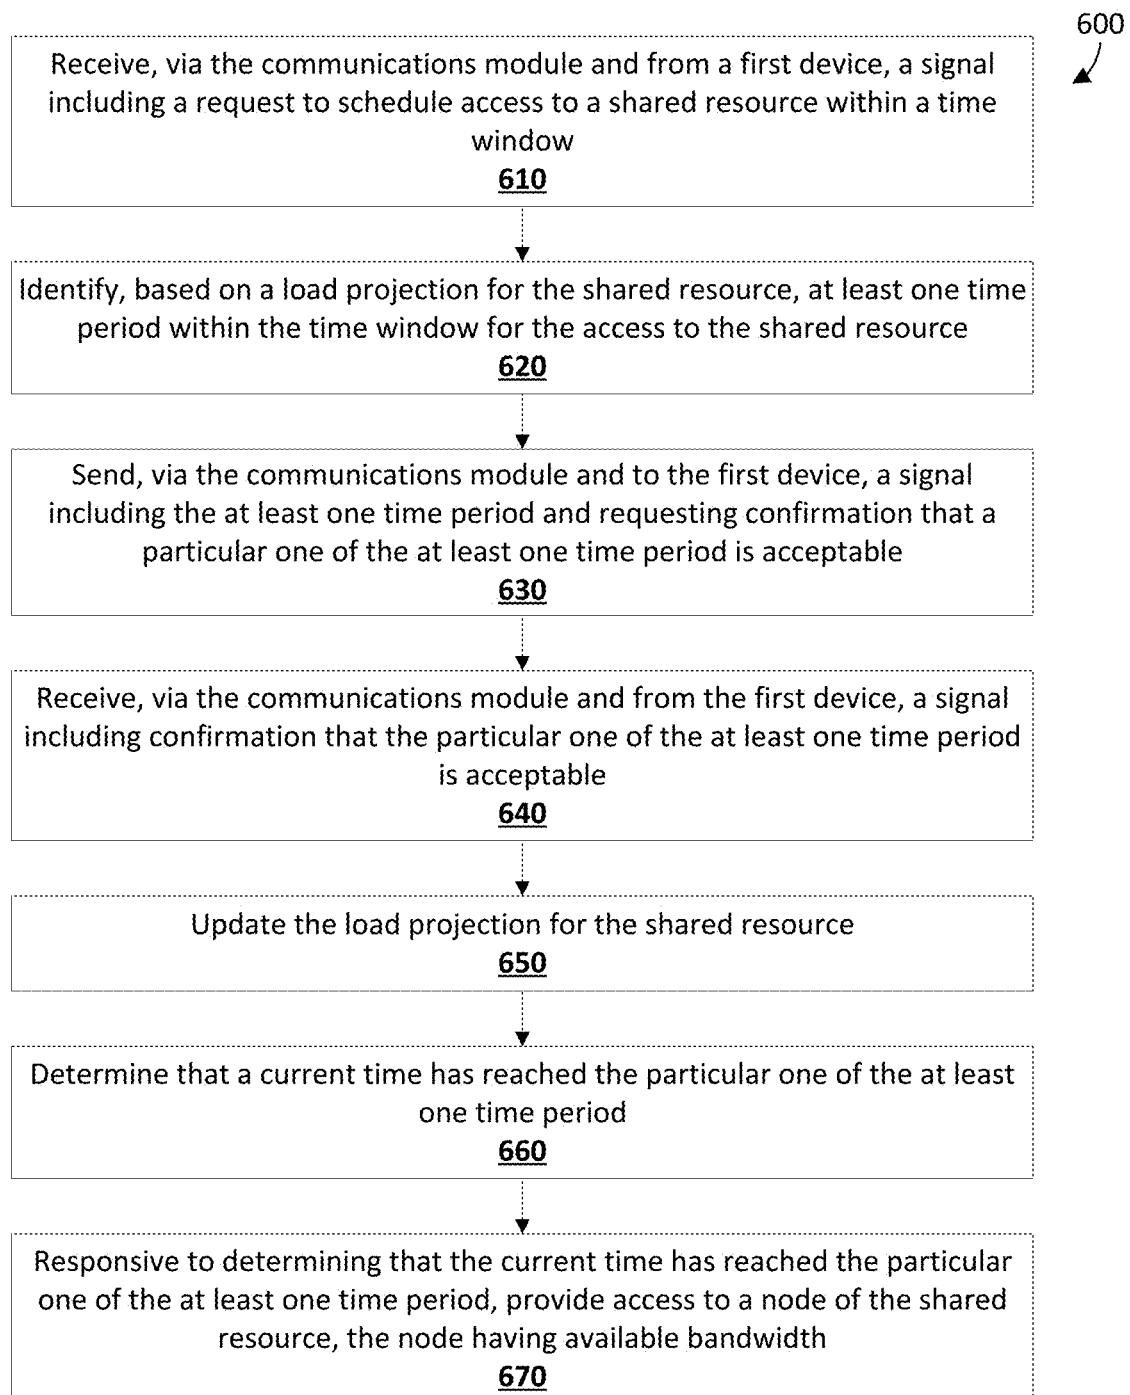 600
Receive, via the communications module and from a first device, a signal
including a request to schedule access to a shared resource within a time
window
610
Identify, based on a load projection for the shared resource, at least one time
period within the time window for the access to the shared resource
620
Send, via the communications module and to the first device, a signal
including the at least one time period and requesting confirmation that a
particular one of the at least one time period is acceptable
630
Receive, via the communications module and from the first device, a signal
including confirmation that the particular one of the at least one time period
is acceptable
640
Update the load projection for the shared resource
650
Determine that a current time has reached the particular one of the at least
one time period
660
Responsive to determining that the current time has reached the particular
one of the at least one time period, provide access to a node of the shared
resource, the node having available bandwidth
670